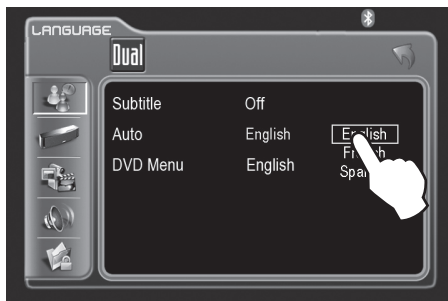 LANGUAGE
Dual
Subtitle Off
Auto English English
DVD Menu English